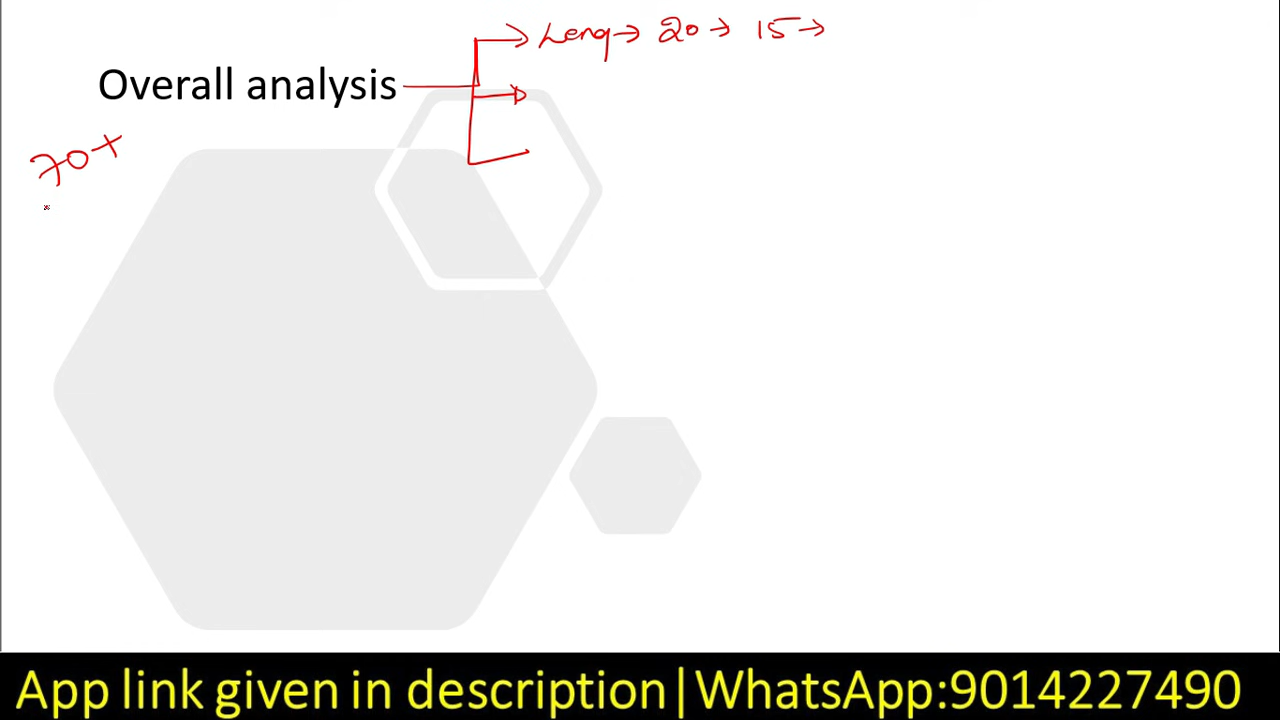 Leng→ 20→ 15→
Overall analysis
70+
App link given in description|WhatsApp:9014227490